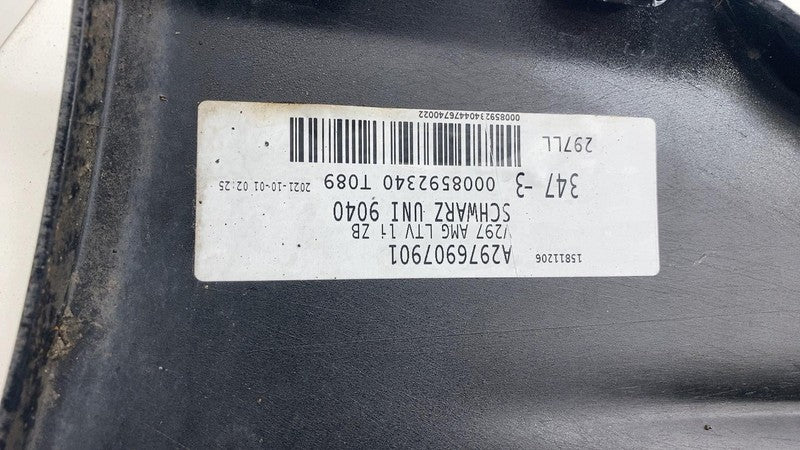 15811206 A2976907901
V297 AMG LTV li ZB
SCHWARZ UNI 9040
347 -3 0008592340 T089 2021-10-01 02:25
297LL
00085923404476740022